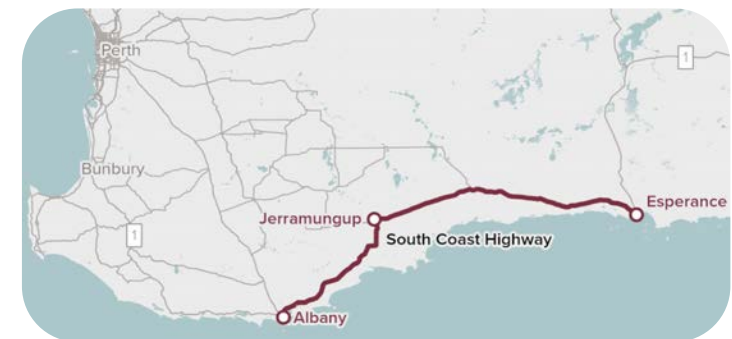 Perth
1
Bunbury
Esperance
Jerramungup
South Coast Highway
1
Albany